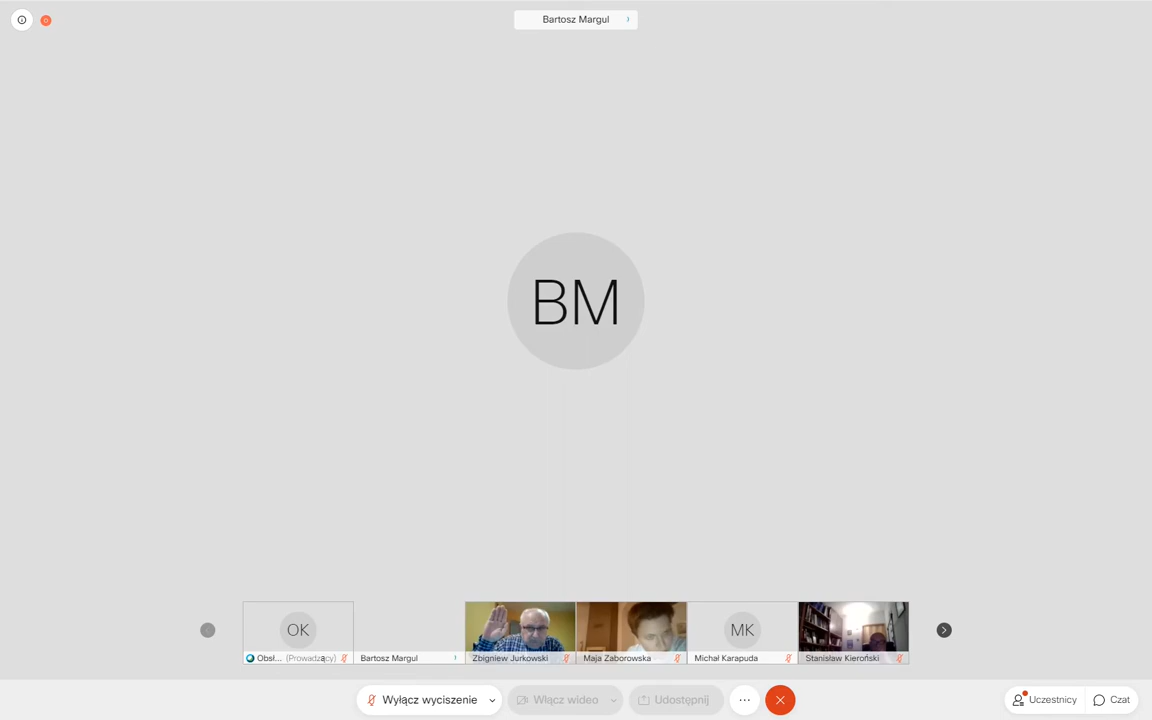 Bartosz Margul
BM
OK
MK
Obsł... (Prowadzący)
Bartosz Margul
Zbigniew Jurkowski
Maja Zaborowska
Michał Karapuda
Stanisław Kieroński
Wyłącz wyciszenie
Włącz wideo
Udostępnij
Uczestnicy
Czat